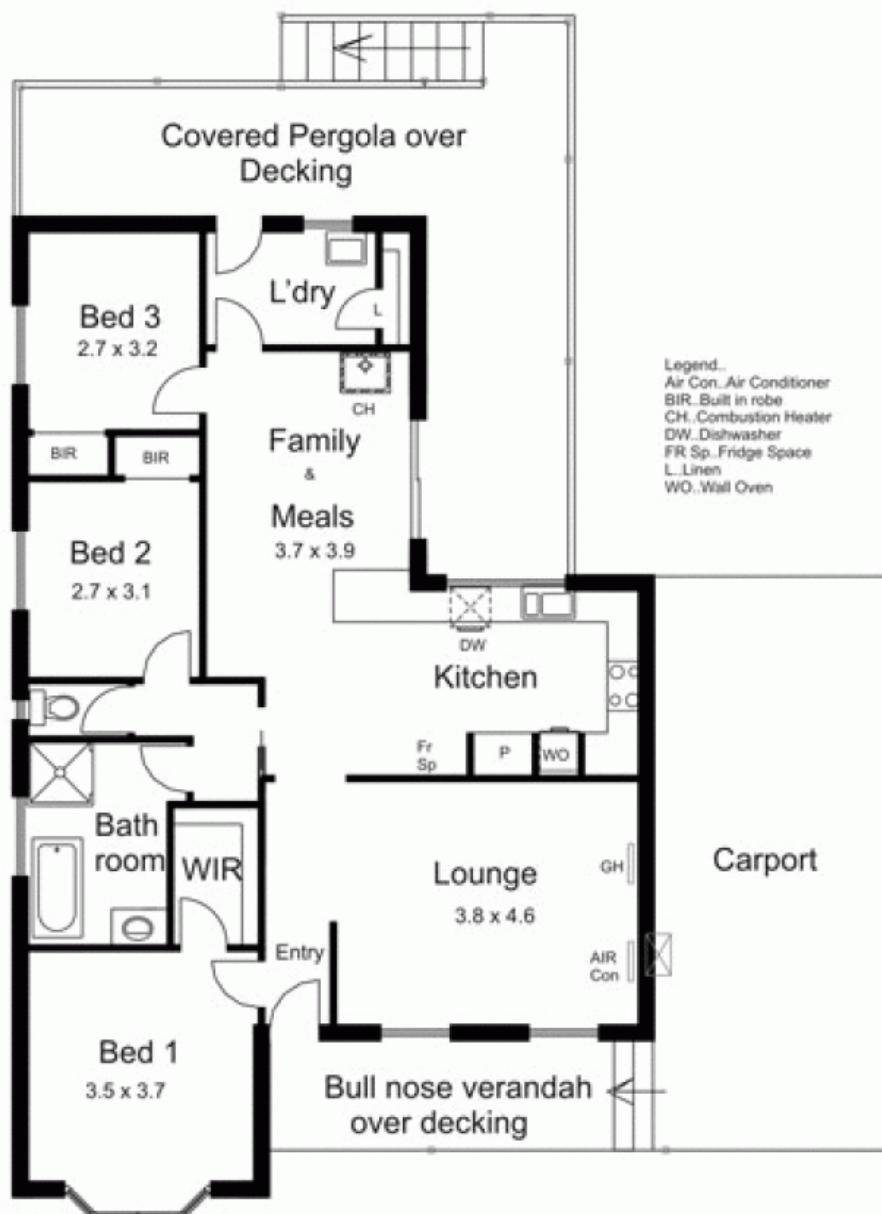 Covered Pergola over
Decking
L'dry
Bed 3
2.7 x 3.2
L
CH
Legend..
Air Con..Air Conditioner
BIR..Built in robe
CH..Combustion Heater
DW..Dishwasher
FR Sp..Fridge Space
L..Linen
WO..Wall Oven
BIR
BIR
Family
&
Meals
3.7 x 3.9
Bed 2
2.7 x 3.1
DW
Kitchen
Fr
Sp
P
WO
Bath
room
WIR
Lounge
3.8 x 4.6
GH
Carport
Entry
AIR
Con
Bed 1
3.5 x 3.7
Bull nose verandah
over decking